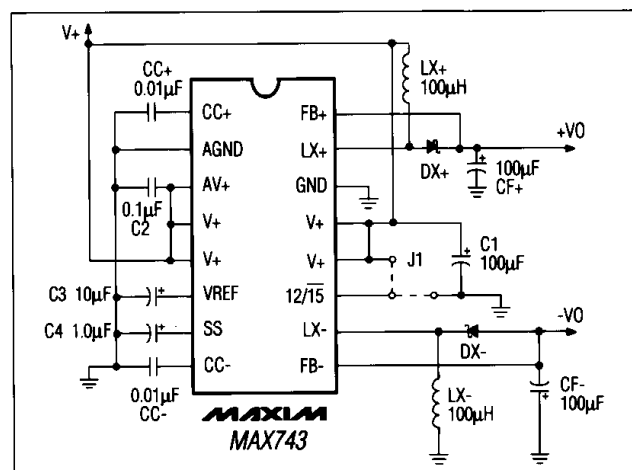 V+
CC+
0.01µF
0.1µF
C2
C3 10µF
C4 1.0µF
0.01µF
CC-
CC+
AGND
AV+
V+
V+
VREF
SS
CC-
FB+
LX+
GND
V+
V+
12/15
LX-
FB-
MAXIM
MAX743
LX+
100µH
DX+
+VO
100µF
CF+
J1
C1
100µF
DX-
-VO
LX-
100µH
CF-
100µF